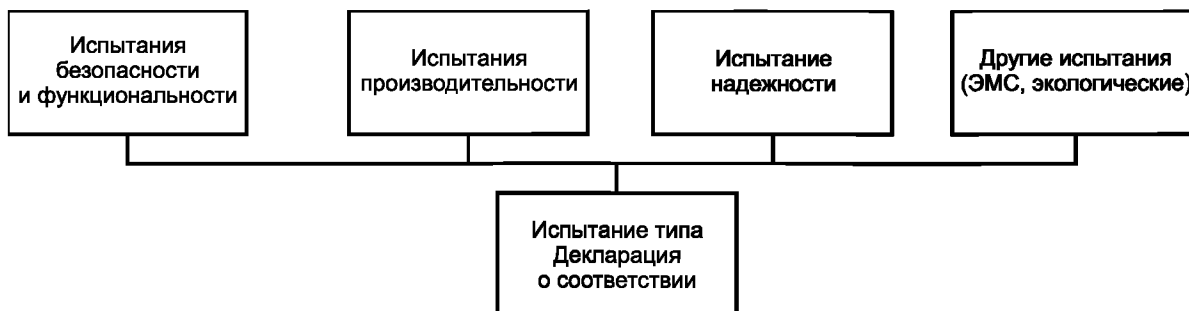 Испытания
безопасности
и функциональности
Испытания
производительности
Испытание
надежности
Другие испытания
(ЭМС, экологические)
Испытание типа
Декларация
о соответствии